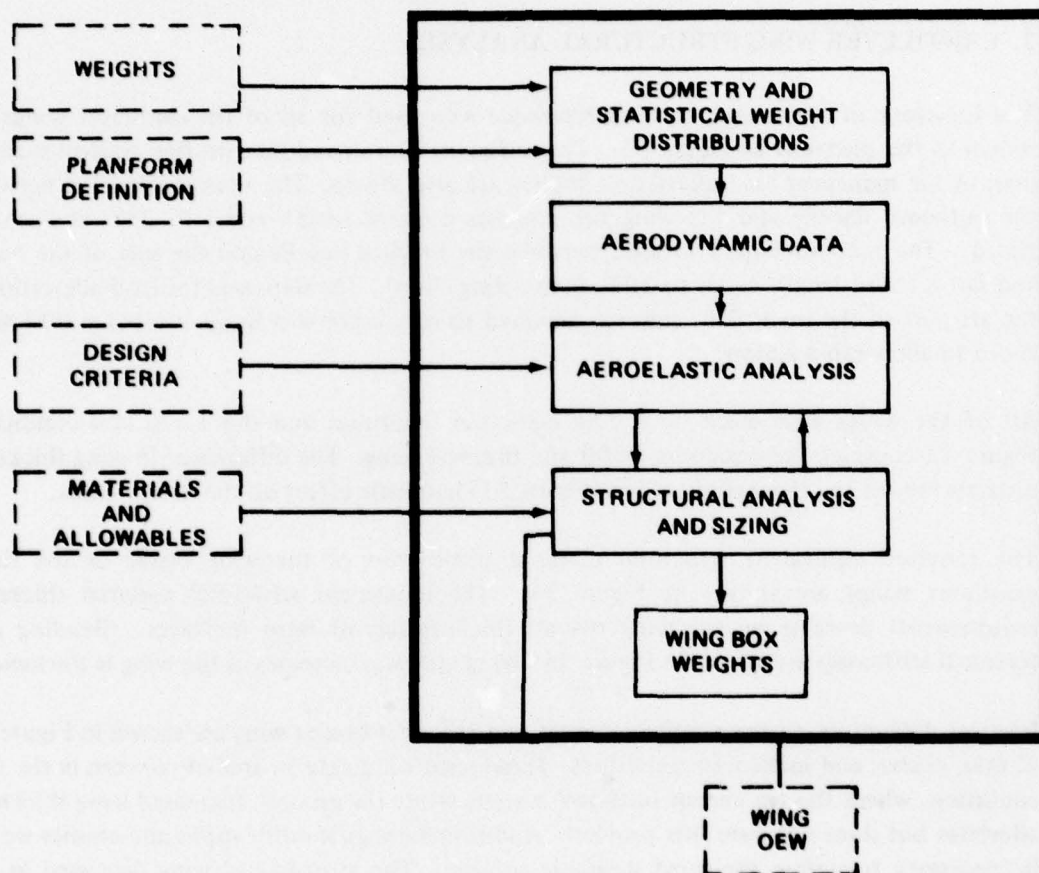 WEIGHTS
PLANFORM
DEFINITION
DESIGN
CRITERIA
MATERIALS
AND
ALLOWABLES
GEOMETRY AND
STATISTICAL WEIGHT
DISTRIBUTIONS
AERODYNAMIC DATA
AEROELASTIC ANALYSIS
STRUCTURAL ANALYSIS
AND SIZING
WING BOX
WEIGHTS
WING
OEW